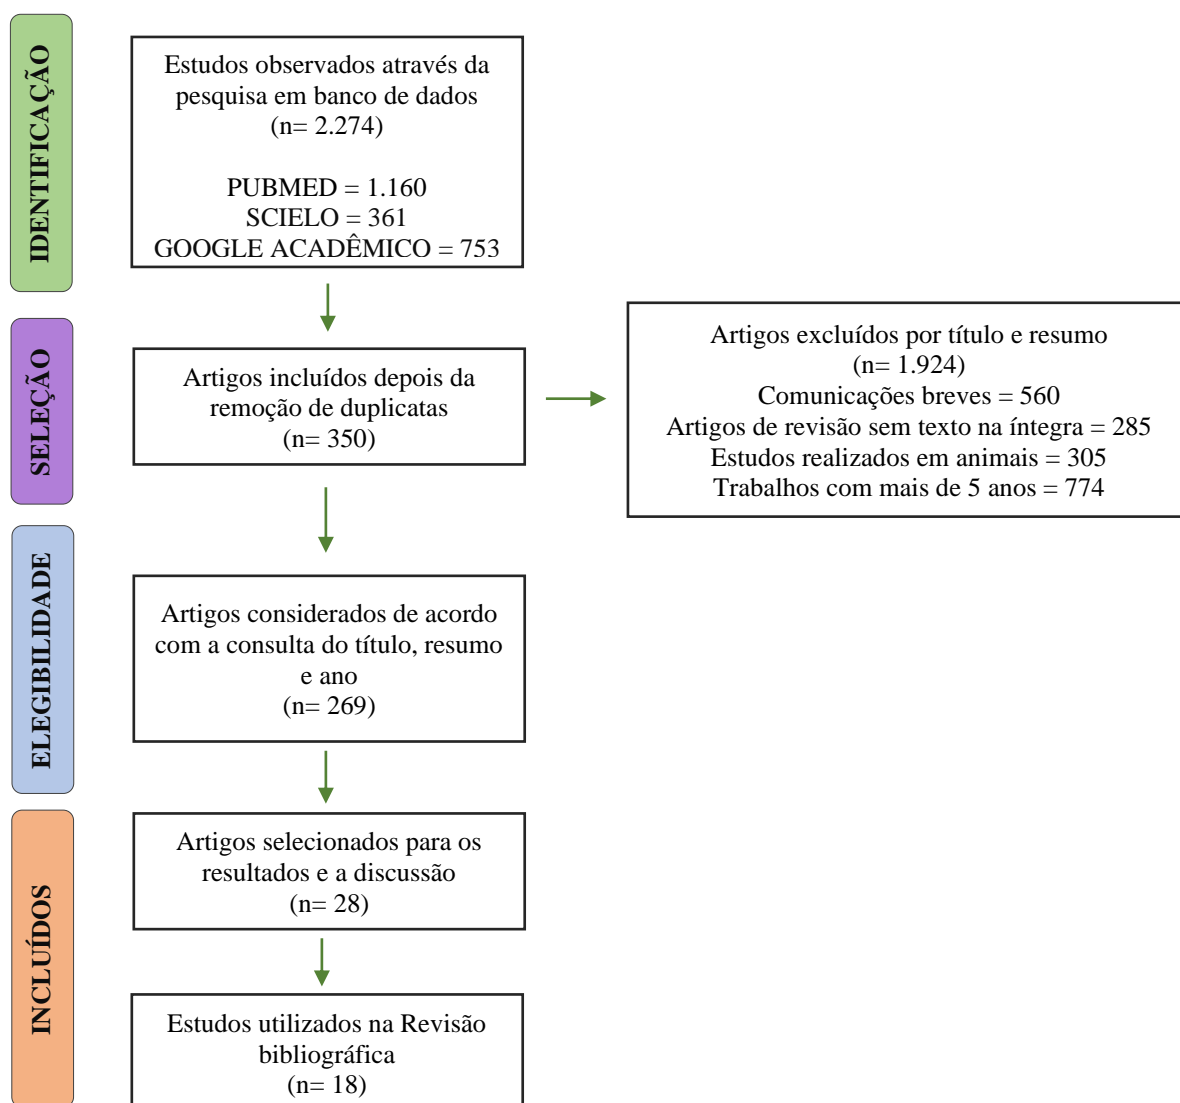 IDENTIFICAÇÃO
Estudos observados através da
pesquisa em banco de dados
(n= 2.274)
PUBMED = 1.160
SCIELO = 361
GOOGLE ACADÊMICO = 753
SELEÇÃO
Artigos incluídos depois da
remoção de duplicatas
(n= 350)
Artigos excluídos por título e resumo
(n= 1.924)
Comunicações breves = 560
Artigos de revisão sem texto na íntegra = 285
Estudos realizados em animais = 305
Trabalhos com mais de 5 anos = 774
ELEGIBILIDADE
Artigos considerados de acordo
com a consulta do título, resumo
e ano
(n= 269)
INCLUÍDOS
Artigos selecionados para os
resultados e a discussão
(n= 28)
Estudos utilizados na Revisão
bibliográfica
(n= 18)